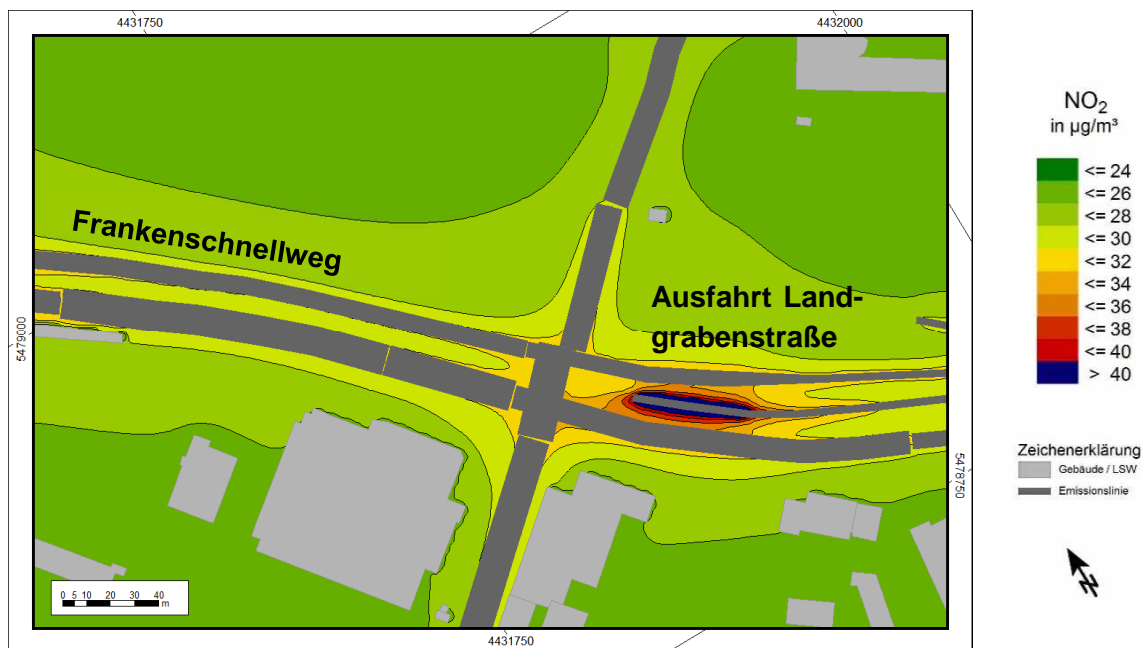 4431750
4432000
Frankenschnellweg
Ausfahrt Land-
grabenstraße
5479000
5478750
0 5 10 20 30 40
m
4431750
NO₂
in µg/m³
<= 24
<= 26
<= 28
<= 30
<= 32
<= 34
<= 36
<= 38
<= 40
> 40
Zeichenerklärung
Gebäude / LSW
Emissionslinie
N